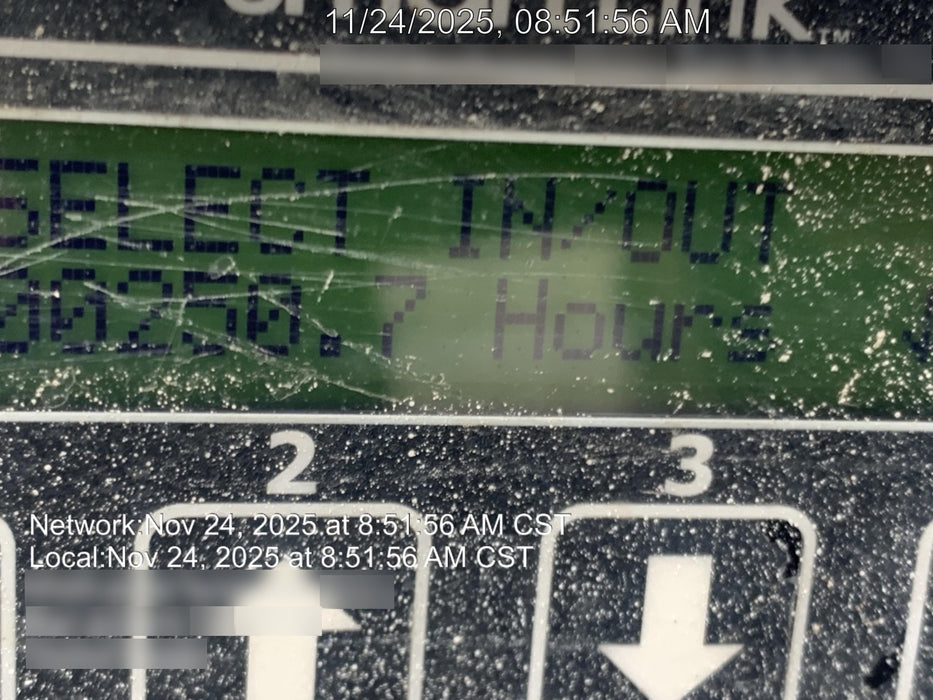 11/24/2025, 08:51:56 AM
SELECT IN/OUT
00250.7 Hours
2
3
Network:Nov 24, 2025 at 8:51:56 AM CST
Local:Nov 24, 2025 at 8:51:56 AM CST